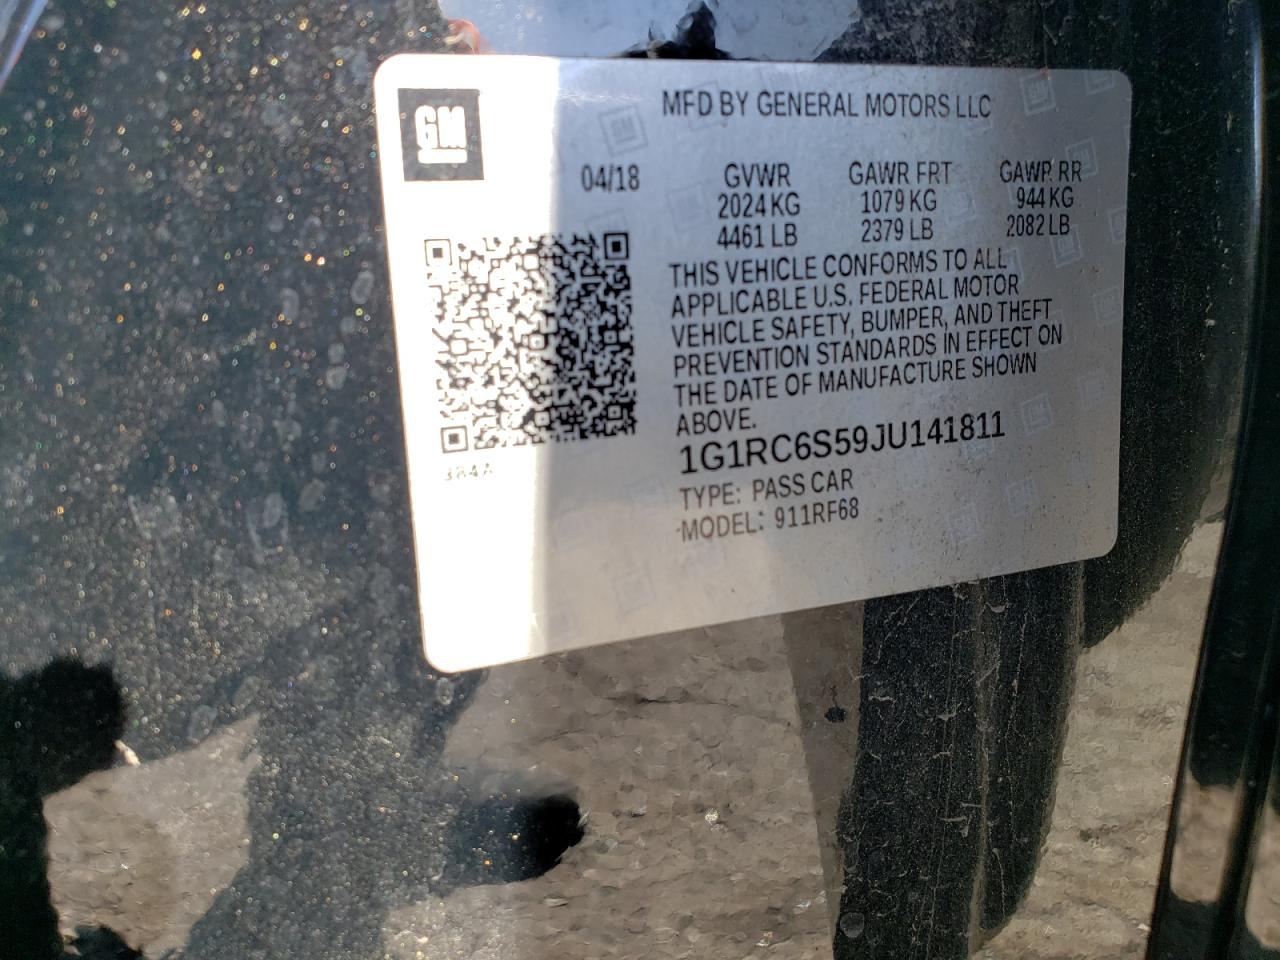 GM
MFD BY GENERAL MOTORS LLC
04/18 GVWR GAWR FRT GAWR RR
2024 KG 1079 KG 944 KG
4461 LB 2379 LB 2082 LB
THIS VEHICLE CONFORMS TO ALL
APPLICABLE U.S. FEDERAL MOTOR
VEHICLE SAFETY, BUMPER, AND THEFT
PREVENTION STANDARDS IN EFFECT ON
THE DATE OF MANUFACTURE SHOWN
ABOVE.
1G1RC6S59JU141811
384A
TYPE: PASS CAR
MODEL: 911RF68